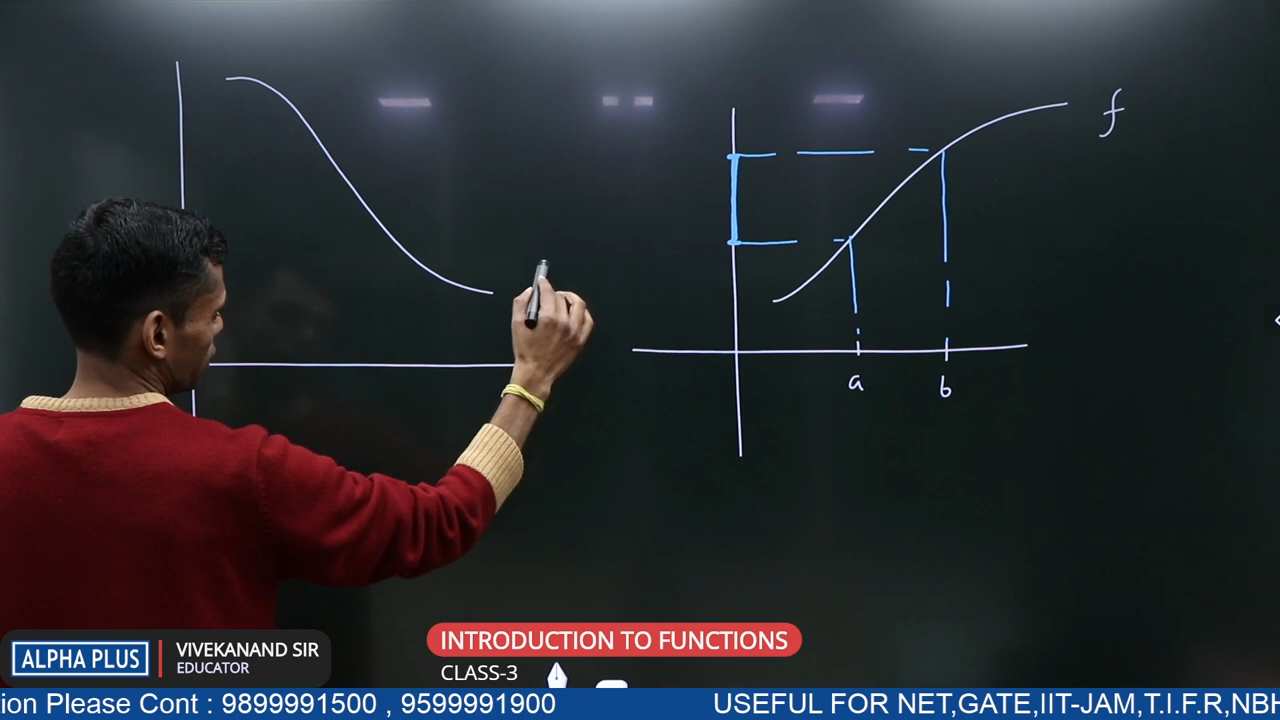 f
a
b
ALPHA PLUS
VIVEKANAND SIR
EDUCATOR
INTRODUCTION TO FUNCTIONS
CLASS-3
ion Please Cont : 9899991500 , 9599991900
USEFUL FOR NET,GATE,IIT-JAM,T.I.F.R,NBH